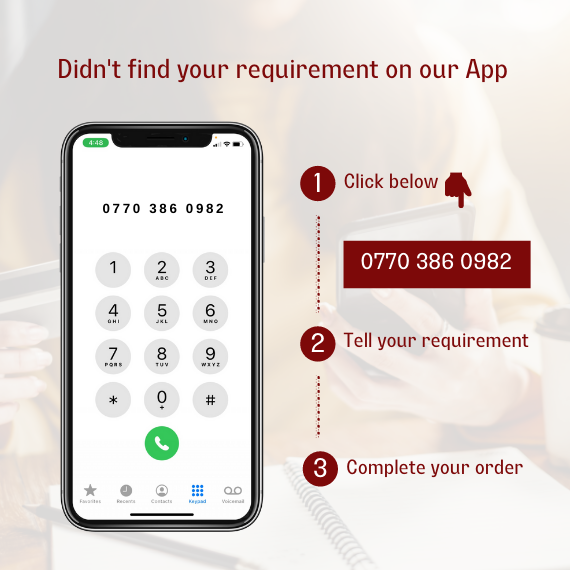 Didn't find your requirement on our App
4:48
0770 386 0982
1
2 ABC
3 DEF
4 GHI
5 JKL
6 MNO
7 PQRS
8 TUV
9 WXYZ
*
0 +
#
Favorites
Recents
Contacts
Keypad
Voicemail
1 Click below
0770 386 0982
2 Tell your requirement
3 Complete your order